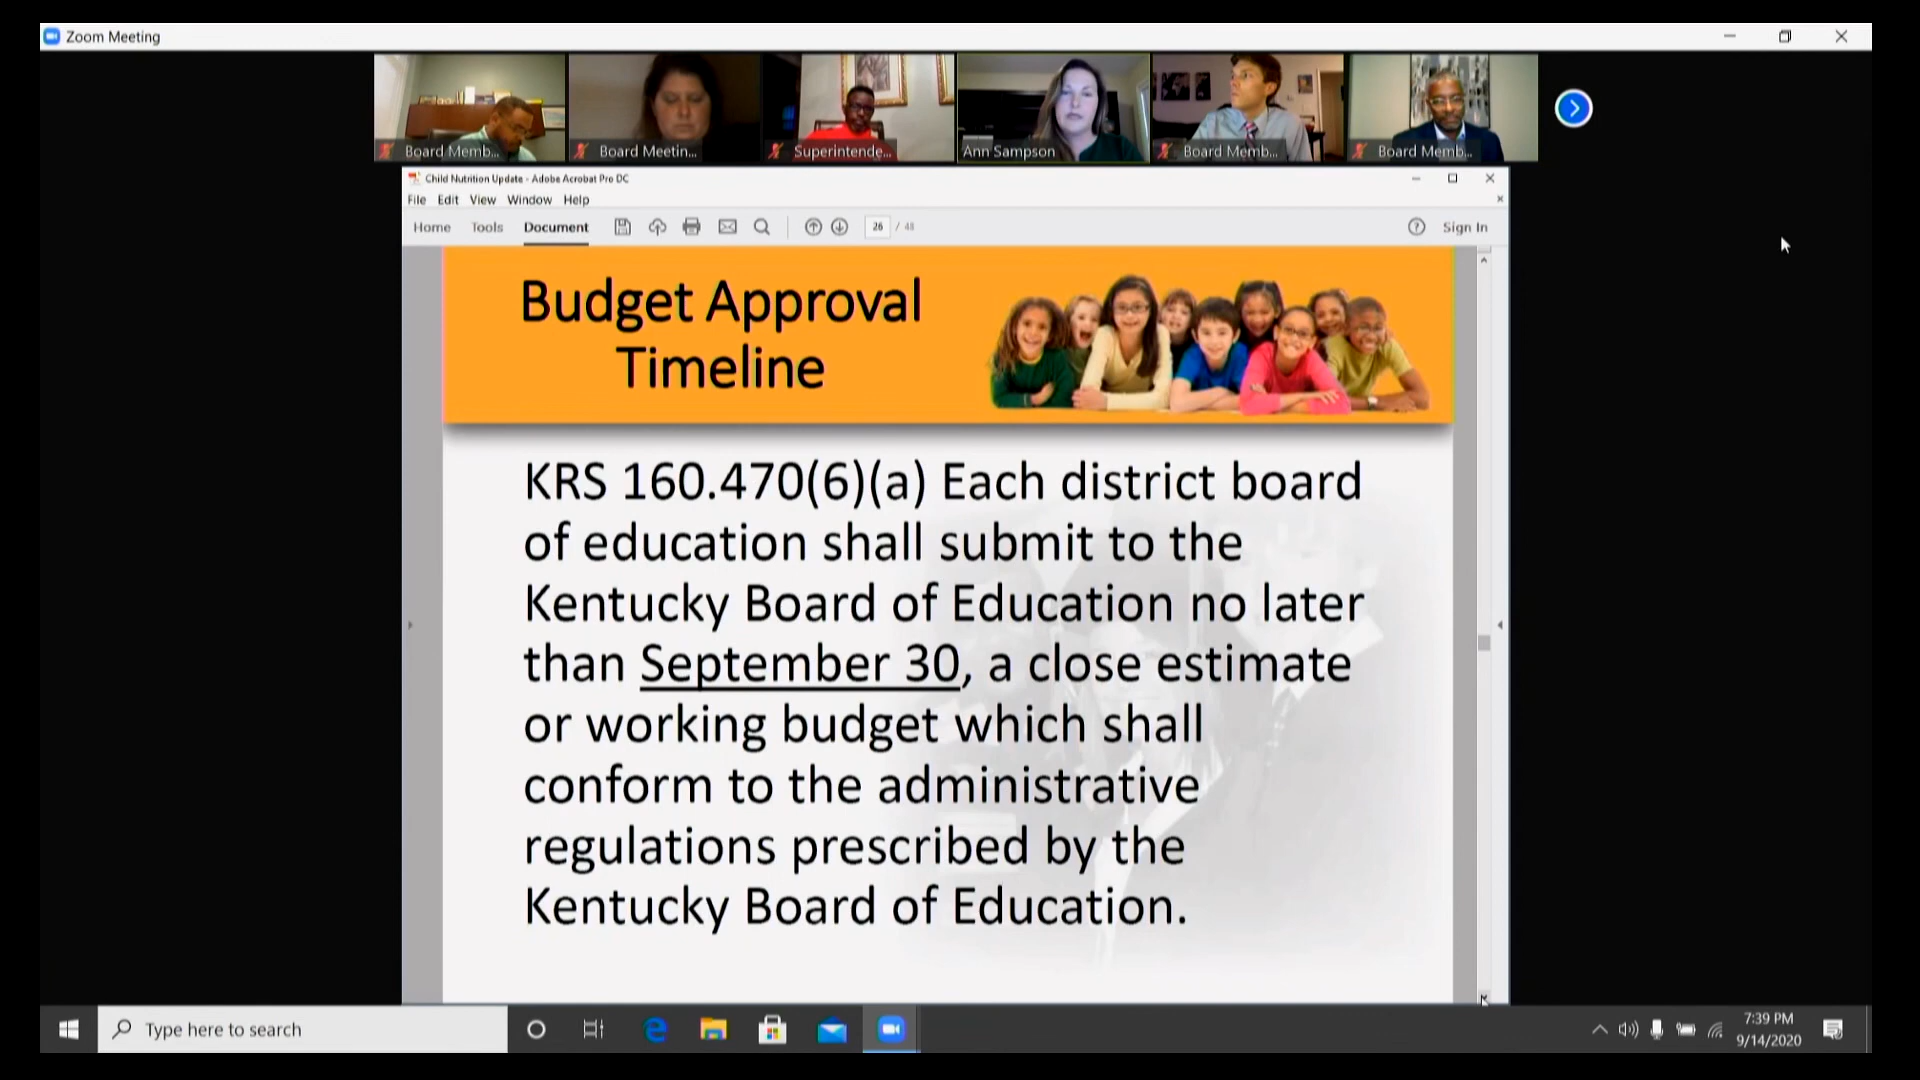 Zoom Meeting
Board Memb...
Board Meetin...
Superintende...
Ann Sampson
Board Memb...
Board Memb...
Child Nutrition Update - Adobe Acrobat Pro DC
File Edit View Window Help
Home Tools Document 26 / 48 Sign In
Budget Approval
Timeline
KRS 160.470(6)(a) Each district board
of education shall submit to the
Kentucky Board of Education no later
than September 30, a close estimate
or working budget which shall
conform to the administrative
regulations prescribed by the
Kentucky Board of Education.
Type here to search
7:39 PM
9/14/2020